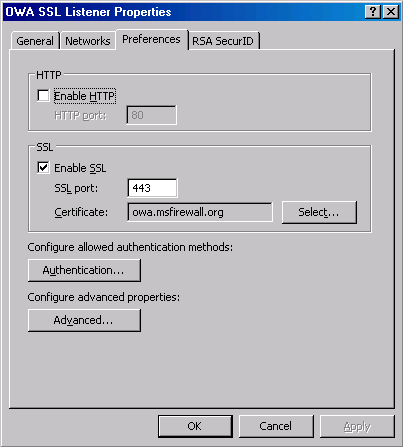 OWA SSL Listener Properties
General Networks Preferences RSA SecurID
HTTP
Enable HTTP
HTTP port: 80
SSL
Enable SSL
SSL port: 443
Certificate: owa.msfirewall.org Select...
Configure allowed authentication methods:
Authentication...
Configure advanced properties:
Advanced...
OK Cancel Apply